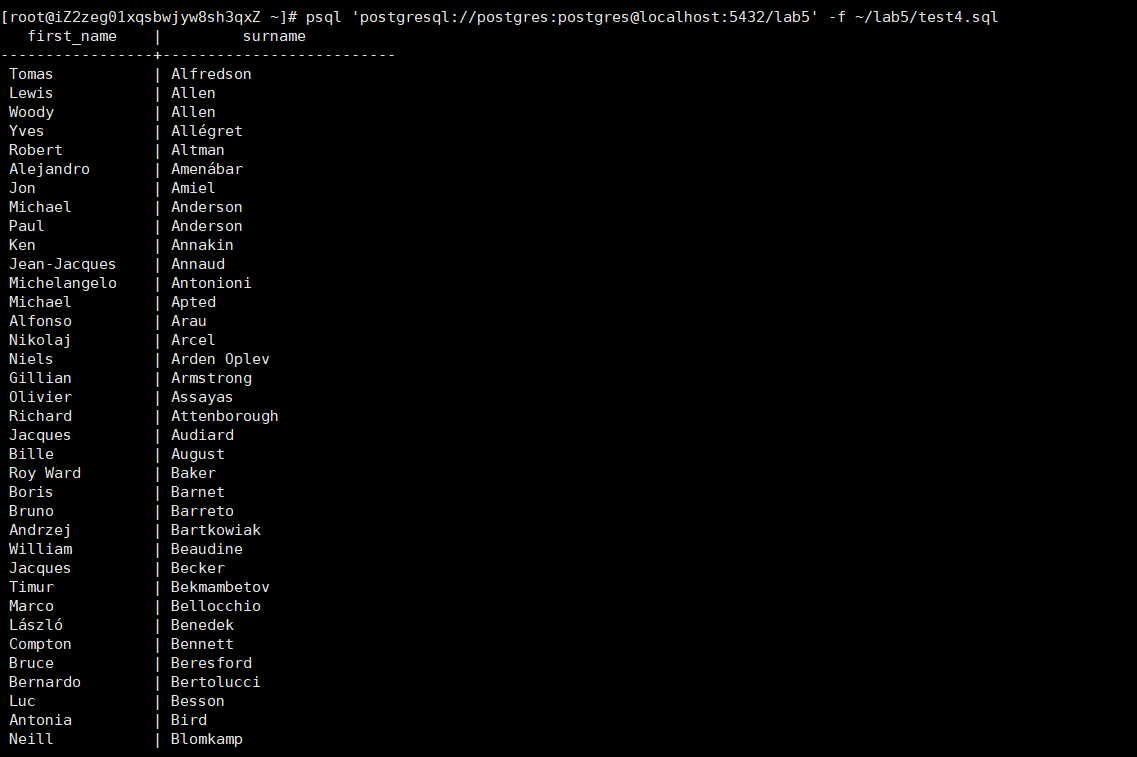 [root@iZ2zeg01xqsbwjyw8sh3qxZ ~]# psql 'postgresql://postgres:postgres@localhost:5432/lab5' -f ~/lab5/test4.sql
   first_name    |         surname
-----------------+--------------------------
 Tomas           | Alfredson
 Lewis           | Allen
 Woody           | Allen
 Yves            | Allégret
 Robert          | Altman
 Alejandro       | Amenábar
 Jon             | Amiel
 Michael         | Anderson
 Paul            | Anderson
 Ken             | Annakin
 Jean-Jacques    | Annaud
 Michelangelo    | Antonioni
 Michael         | Apted
 Alfonso         | Arau
 Nikolaj         | Arcel
 Niels           | Arden Oplev
 Gillian         | Armstrong
 Olivier         | Assayas
 Richard         | Attenborough
 Jacques         | Audiard
 Bille           | August
 Roy Ward        | Baker
 Boris           | Barnet
 Bruno           | Barreto
 Andrzej         | Bartkowiak
 William         | Beaudine
 Jacques         | Becker
 Timur           | Bekmambetov
 Marco           | Bellocchio
 László          | Benedek
 Compton         | Bennett
 Bruce           | Beresford
 Bernardo        | Bertolucci
 Luc             | Besson
 Antonia         | Bird
 Neill           | Blomkamp